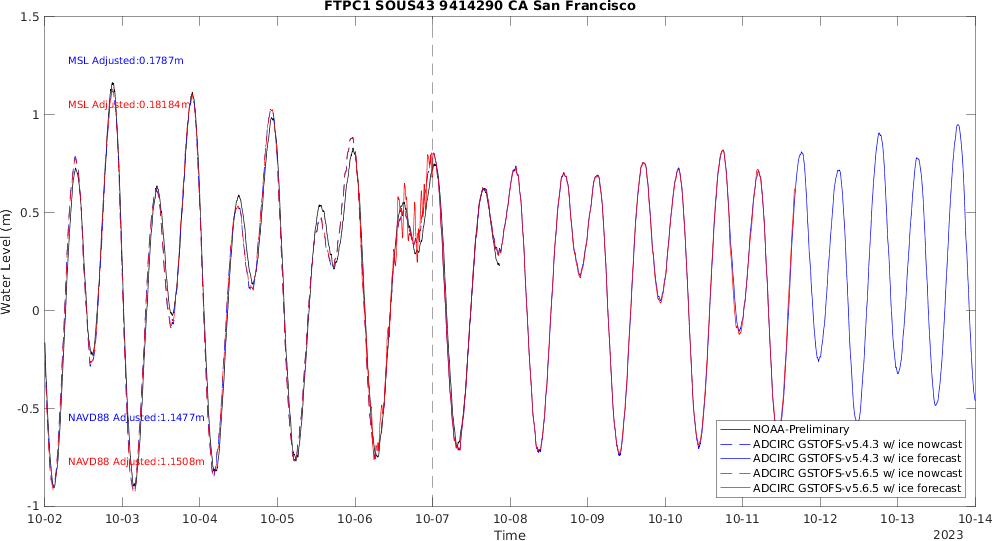 FTPC1 SOUS43 9414290 CA San Francisco
1.5
1
0.5
0
-0.5
-1
Water Level (m)
MSL Adjusted:0.1787m
MSL Adjusted:0.18184m
NAVD88 Adjusted:1.1477m
NAVD88 Adjusted:1.1508m
NOAA-Preliminary
ADCIRC GSTOFS-v5.4.3 w/ ice nowcast
ADCIRC GSTOFS-v5.4.3 w/ ice forecast
ADCIRC GSTOFS-v5.6.5 w/ ice nowcast
ADCIRC GSTOFS-v5.6.5 w/ ice forecast
10-02 10-03 10-04 10-05 10-06 10-07 10-08 10-09 10-10 10-11 10-12 10-13 10-14
Time
2023